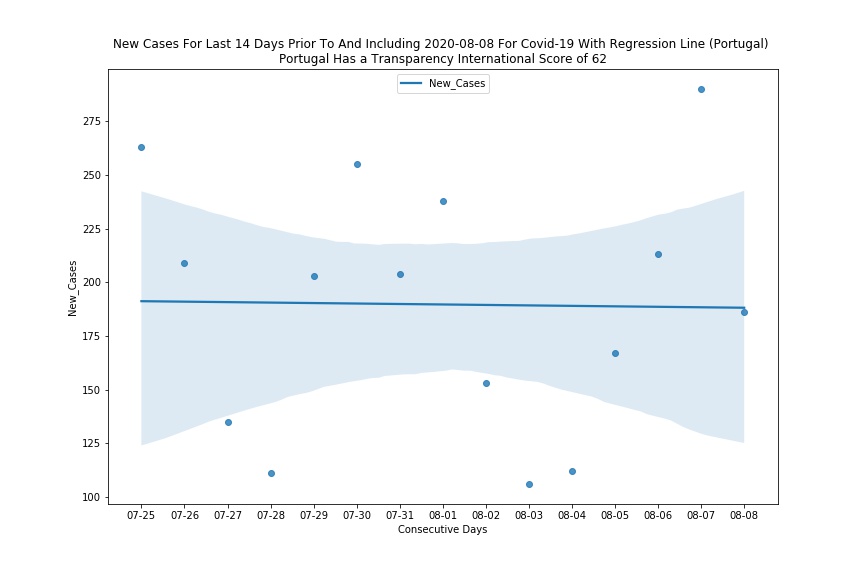 New Cases For Last 14 Days Prior To And Including 2020-08-08 For Covid-19 With Regression Line (Portugal)
Portugal Has a Transparency International Score of 62
New_Cases
275
250
225
200
175
150
125
100
New_Cases
07-25 07-26 07-27 07-28 07-29 07-30 07-31 08-01 08-02 08-03 08-04 08-05 08-06 08-07 08-08
Consecutive Days